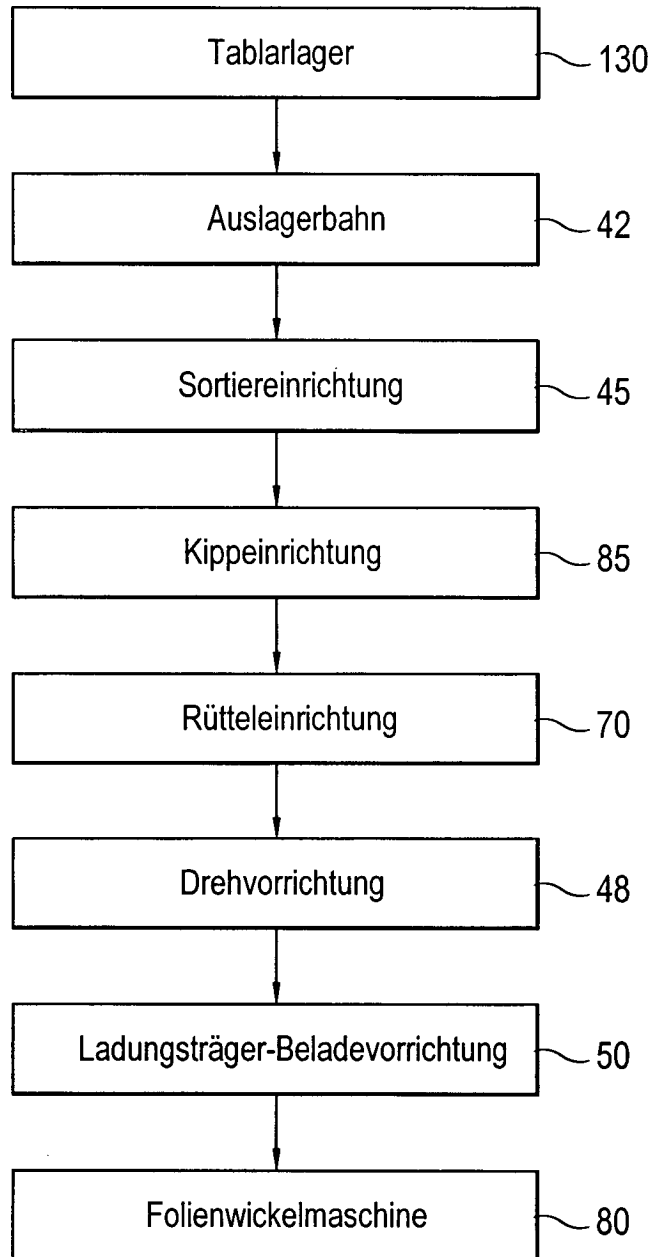 Tablarlager 130
Auslagerbahn 42
Sortiereinrichtung 45
Kippeinrichtung 85
Rütteleinrichtung 70
Drehvorrichtung 48
Ladungsträger-Beladevorrichtung 50
Folienwickelmaschine 80